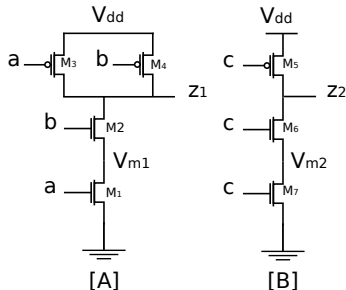 Vdd Vdd
a M3 b M4 c M5
z1 z2
b M2 c M6
Vm1 Vm2
a M1 c M7
[A] [B]